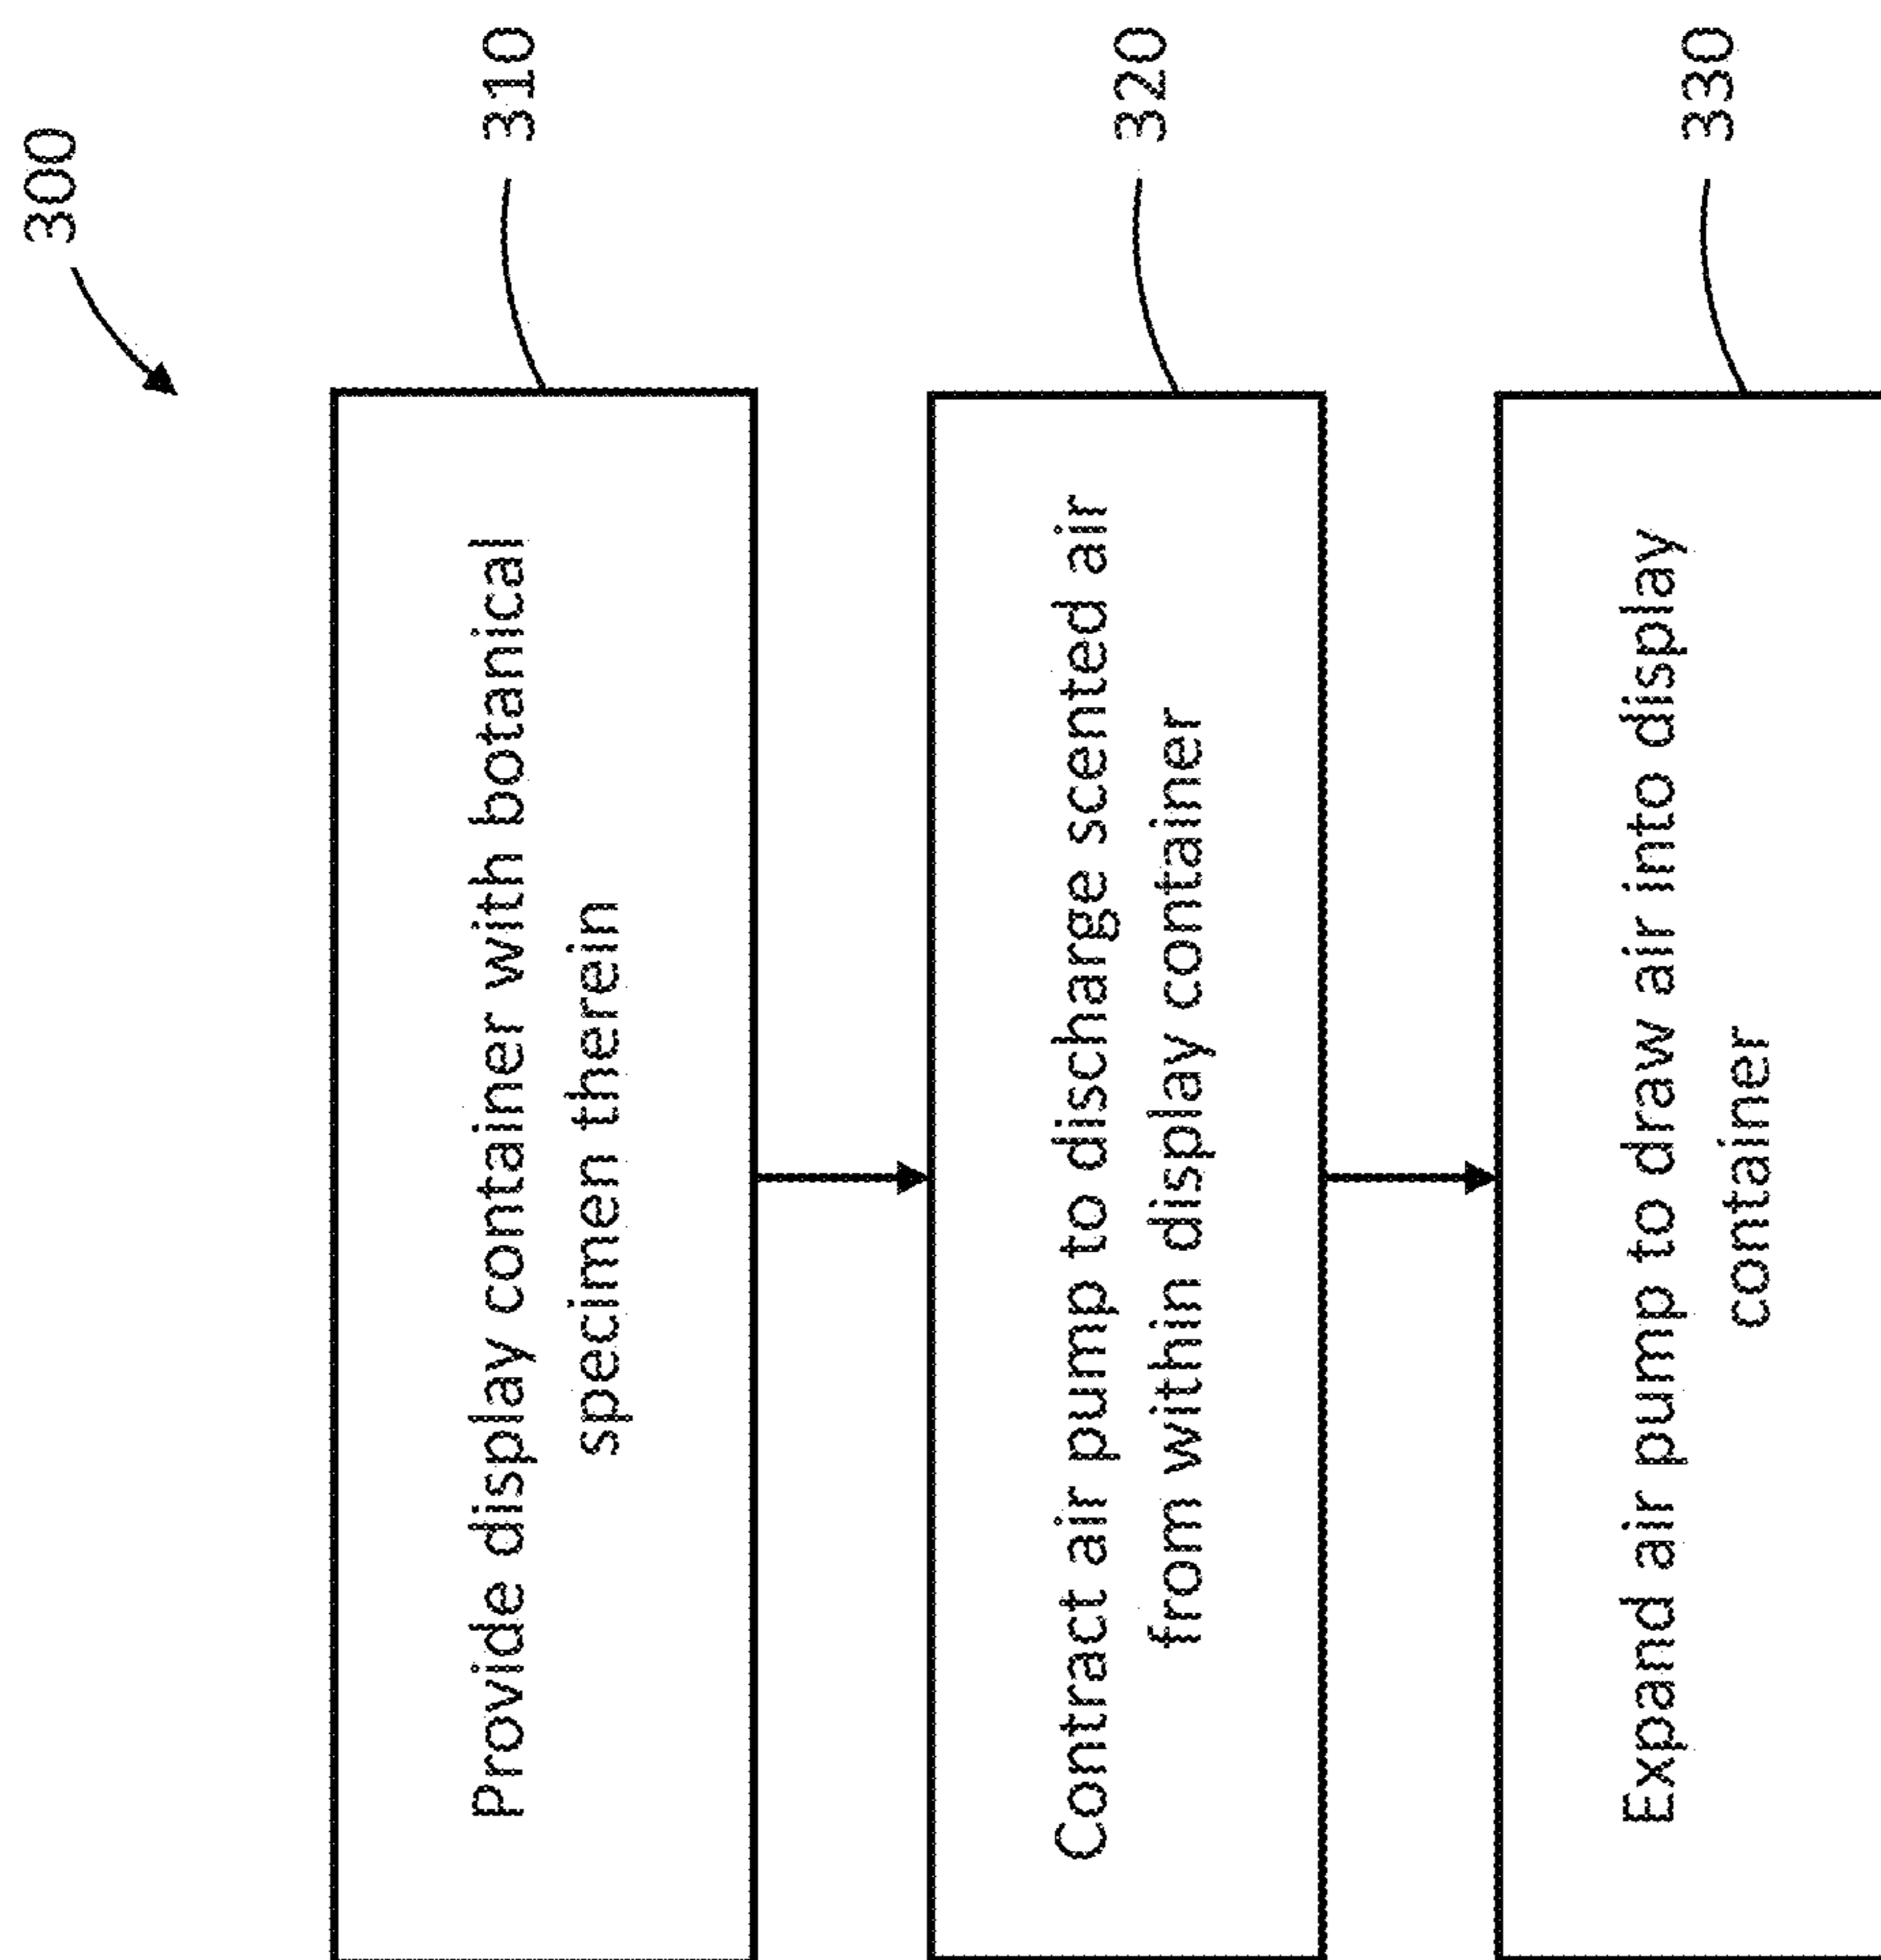 300
Provide display container with botanical
specimen therein
310
Contract air pump to discharge scented air
from within display container
320
Expand air pump to draw air into display
container
330